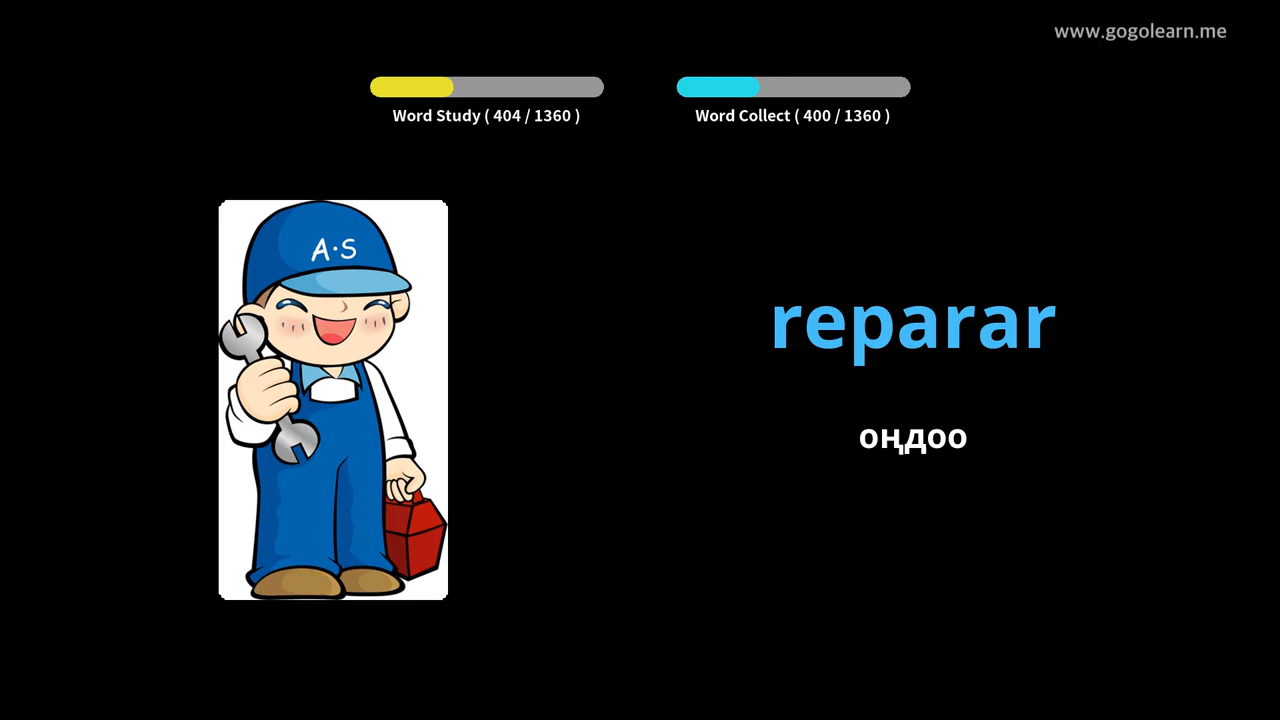 www.gogolearn.me
Word Study ( 404 / 1360 )
Word Collect ( 400 / 1360 )
A·S
reparar
оңдоо